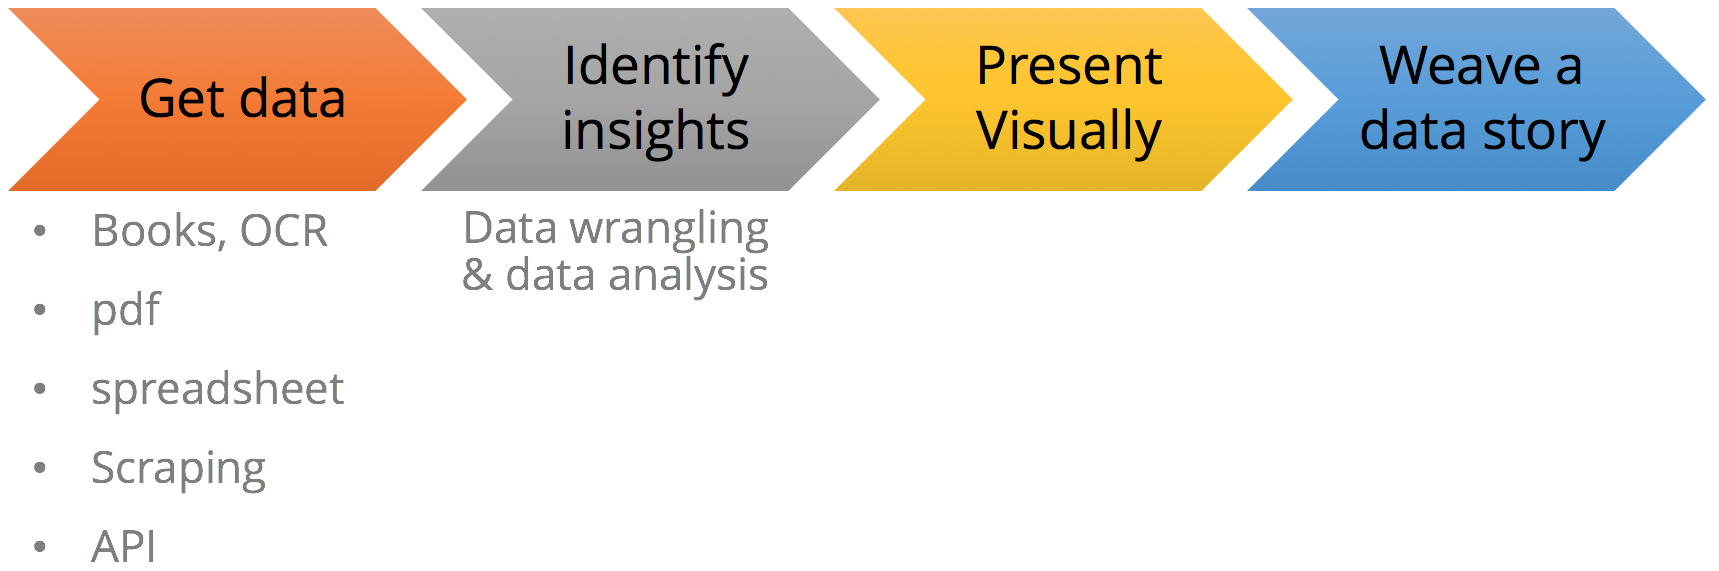 Get data
Identify
insights
Present
Visually
Weave a
data story
• Books, OCR
• pdf
• spreadsheet
• Scraping
• API
Data wrangling
& data analysis